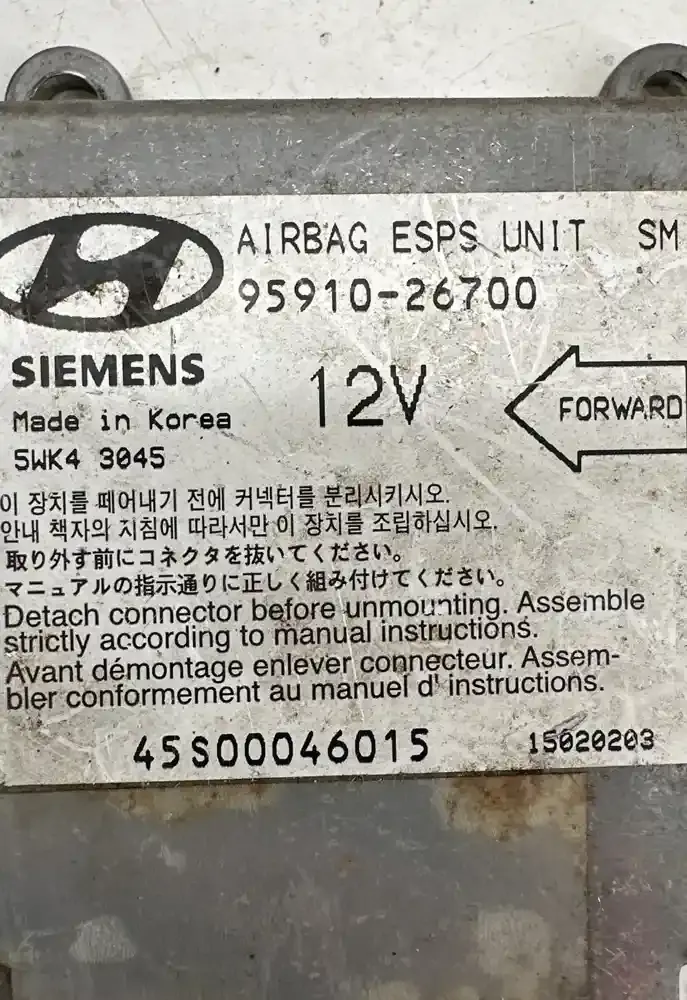 AIRBAG ESPS UNIT SM
95910-26700
SIEMENS
12V
FORWARD
Made in Korea
5WK4 3045
이 장치를 떼어내기 전에 커넥터를 분리시키시오.
안내 책자의 지침에 따라서만 이 장치를 조립하십시오.
取り外す前にコネクタを抜いてください。
マニュアルの指示通りに正しく組み付けてください。
Detach connector before unmounting. Assemble
strictly according to manual instructions.
Avant démontage enlever connecteur. Assem-
bler conformement au manuel d' instructions.
45S00046015
15020203